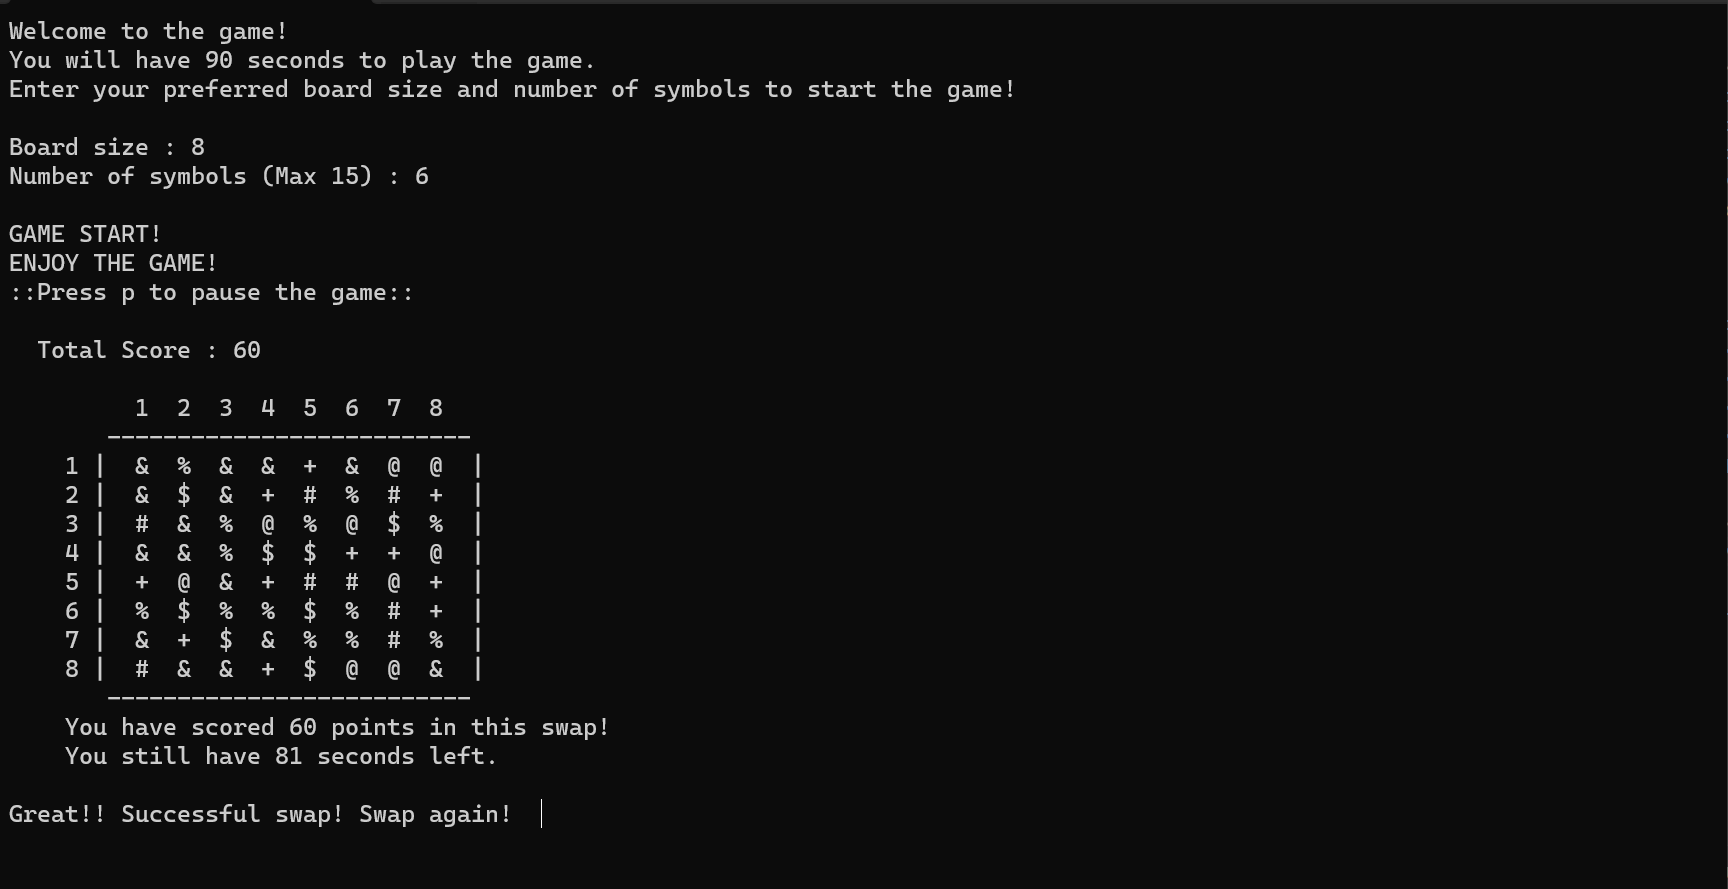 Welcome to the game!
You will have 90 seconds to play the game.
Enter your preferred board size and number of symbols to start the game!

Board size : 8
Number of symbols (Max 15) : 6

GAME START!
ENJOY THE GAME!
::Press p to pause the game::

  Total Score : 60

         1  2  3  4  5  6  7  8
       --------------------------
    1 |  &  %  &  &  +  &  @  @  |
    2 |  &  $  &  +  #  %  #  +  |
    3 |  #  &  %  @  %  @  $  %  |
    4 |  &  &  %  $  $  +  +  @  |
    5 |  +  @  &  +  #  #  @  +  |
    6 |  %  $  %  %  $  %  #  +  |
    7 |  &  +  $  &  %  %  #  %  |
    8 |  #  &  &  +  $  @  @  &  |
       --------------------------
    You have scored 60 points in this swap!
    You still have 81 seconds left.

Great!! Successful swap! Swap again!